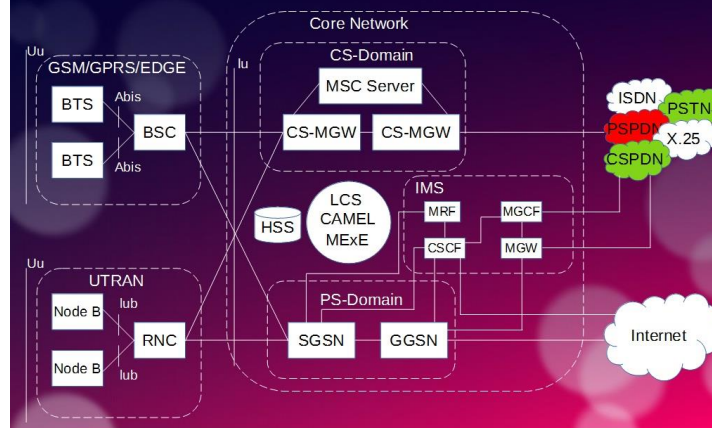 Core Network
Uu
GSM/GPRS/EDGE
Iu
CS-Domain
BTS
Abis
BSC
BTS
Abis
MSC Server
CS-MGW
CS-MGW
ISDN
PSTN
PSPDN
X.25
CSPDN
HSS
LCS
CAMEL
MExE
IMS
MRF
MGCF
CSCF
MGW
Uu
UTRAN
Node B
Iub
RNC
Node B
Iub
PS-Domain
SGSN
GGSN
Internet